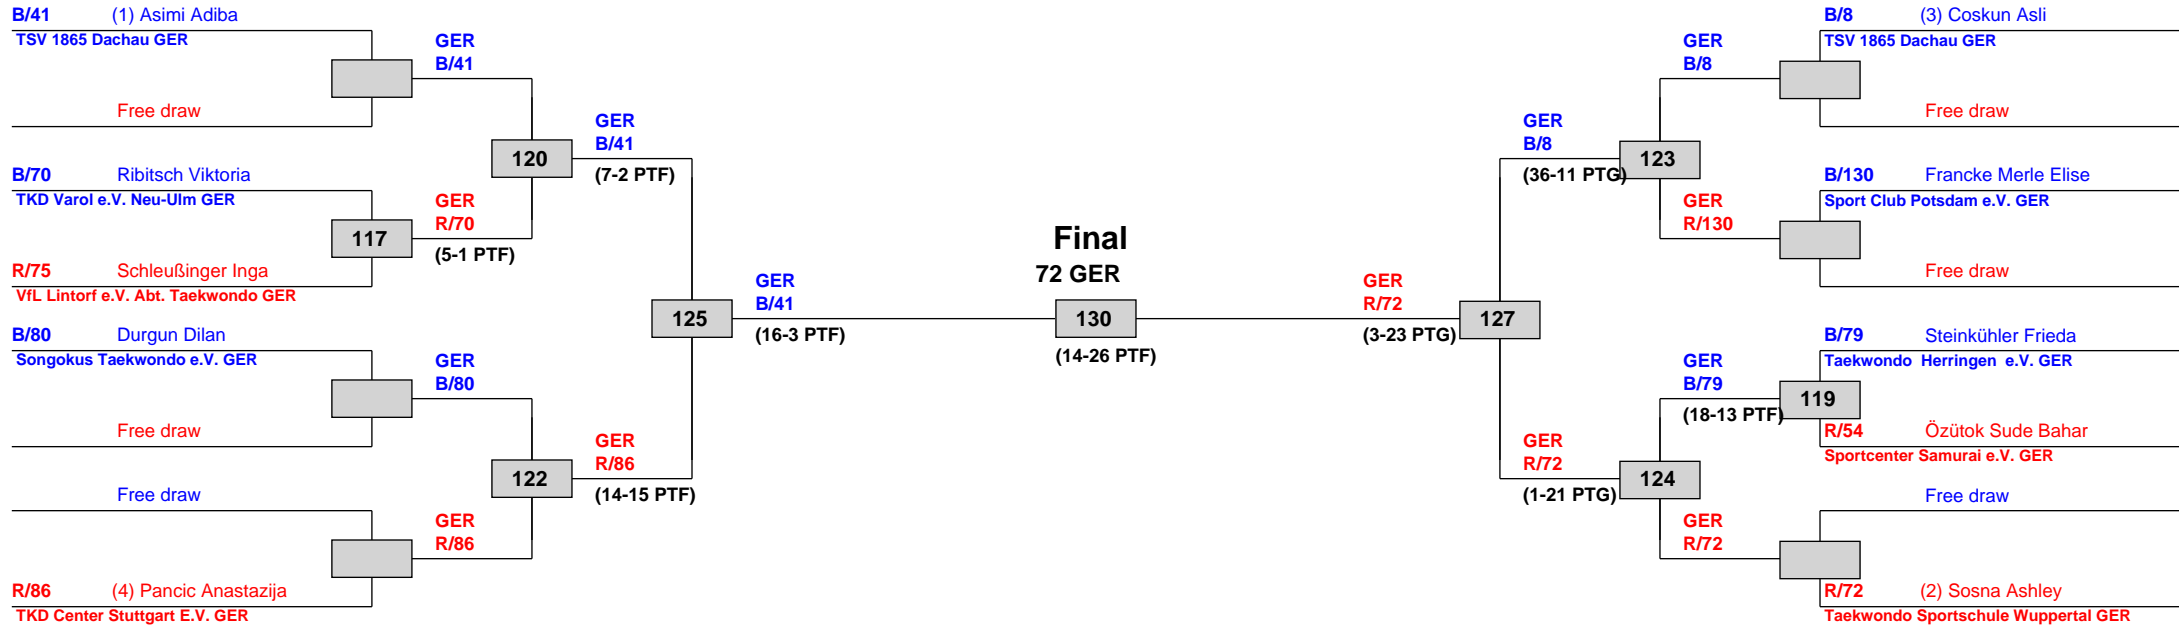 B/41 (1) Asimi Adiba
TSV 1865 Dachau GER
Free draw
B/70 Ribitsch Viktoria
TKD Varol e.V. Neu-Ulm GER
R/75 Schleußinger Inga
VfL Lintorf e.V. Abt. Taekwondo GER
B/80 Durgun Dilan
Songokus Taekwondo e.V. GER
Free draw
Free draw
R/86 (4) Pancic Anastazija
TKD Center Stuttgart E.V. GER
117
GER
B/41
GER
R/70
(5-1 PTF)
GER
B/80
GER
R/86
120
122
GER
B/41
(7-2 PTF)
GER
R/86
(14-15 PTF)
125
GER
B/41
(16-3 PTF)
Final
72 GER
130
(14-26 PTF)
GER
R/72
(3-23 PTG)
127
GER
B/8
(36-11 PTG)
GER
R/72
(1-21 PTG)
123
124
GER
B/8
GER
R/130
GER
B/79
(18-13 PTF)
GER
R/72
119
B/8 (3) Coskun Asli
TSV 1865 Dachau GER
Free draw
B/130 Francke Merle Elise
Sport Club Potsdam e.V. GER
Free draw
B/79 Steinkühler Frieda
Taekwondo Herringen e.V. GER
R/54 Özütok Sude Bahar
Sportcenter Samurai e.V. GER
Free draw
R/72 (2) Sosna Ashley
Taekwondo Sportschule Wuppertal GER